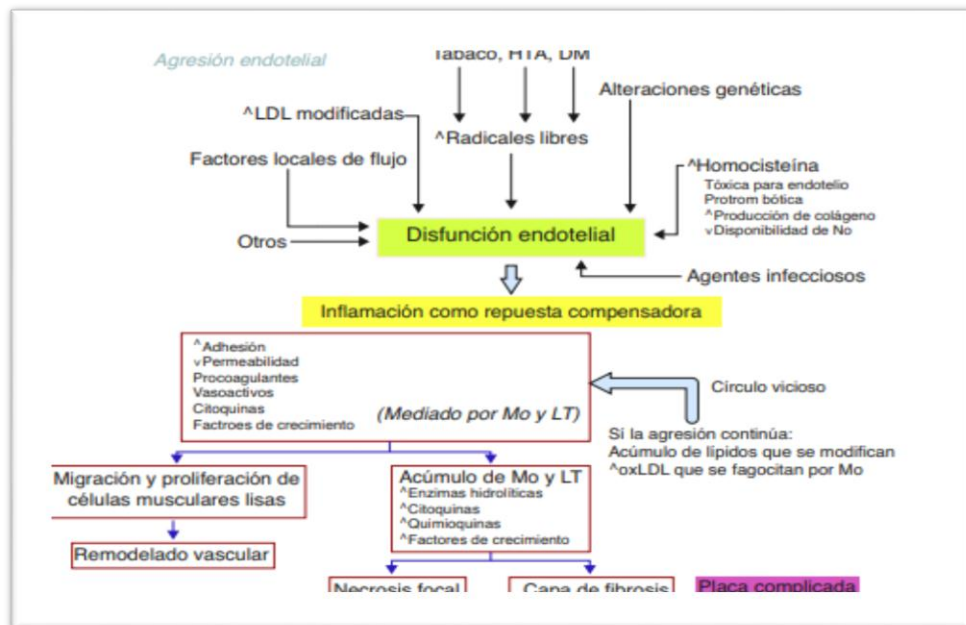 Agresión endotelial
Tabaco, HTA, DM
Alteraciones genéticas
^LDL modificadas
^Radicales libres
Factores locales de flujo
^Homocisteína
Tóxica para endotelio
Protrom bótica
^Producción de colágeno
vDisponibilidad de No
Otros
Disfunción endotelial
Agentes infecciosos
Inflamación como repuesta compensadora
^Adhesión
vPermeabilidad
Procoagulantes
Vasoactivos
Citoquinas
Factroes de crecimiento
(Mediado por Mo y LT)
Círculo vicioso
Si la agresión continúa:
Acúmulo de lípidos que se modifican
^oxLDL que se fagocitan por Mo
Migración y proliferación de
células musculares lisas
Acúmulo de Mo y LT
^Enzimas hidrolíticas
^Citoquinas
^Quimioquinas
^Factores de crecimiento
Remodelado vascular
Necrosis focal
Capa de fibrosis
Placa complicada